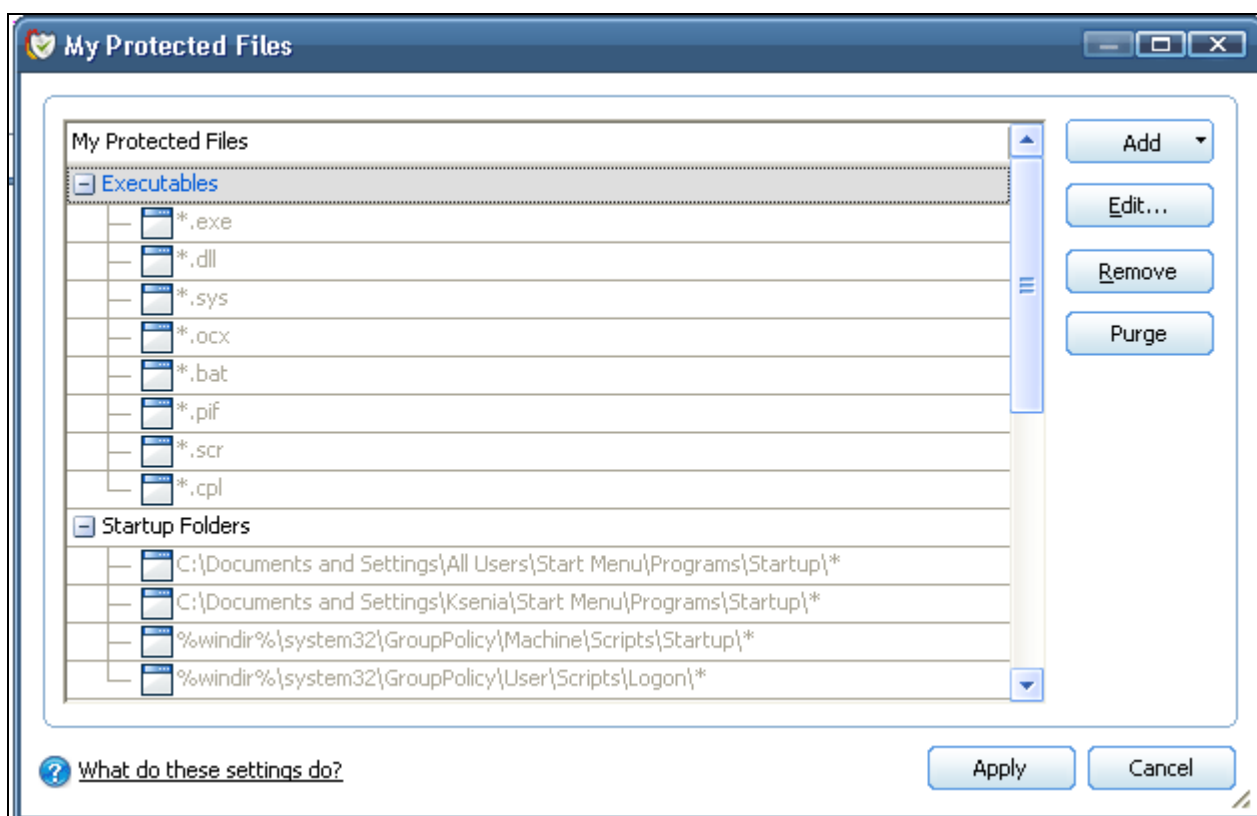 My Protected Files
My Protected Files
Add
Executables
Edit...
*.exe
*.dll
Remove
*.sys
*.ocx
Purge
*.bat
*.pif
*.scr
*.cpl
Startup Folders
C:\Documents and Settings\All Users\Start Menu\Programs\Startup\*
C:\Documents and Settings\Ksenia\Start Menu\Programs\Startup\*
%windir%\system32\GroupPolicy\Machine\Scripts\Startup\*
%windir%\system32\GroupPolicy\User\Scripts\Logon\*
What do these settings do?
Apply
Cancel